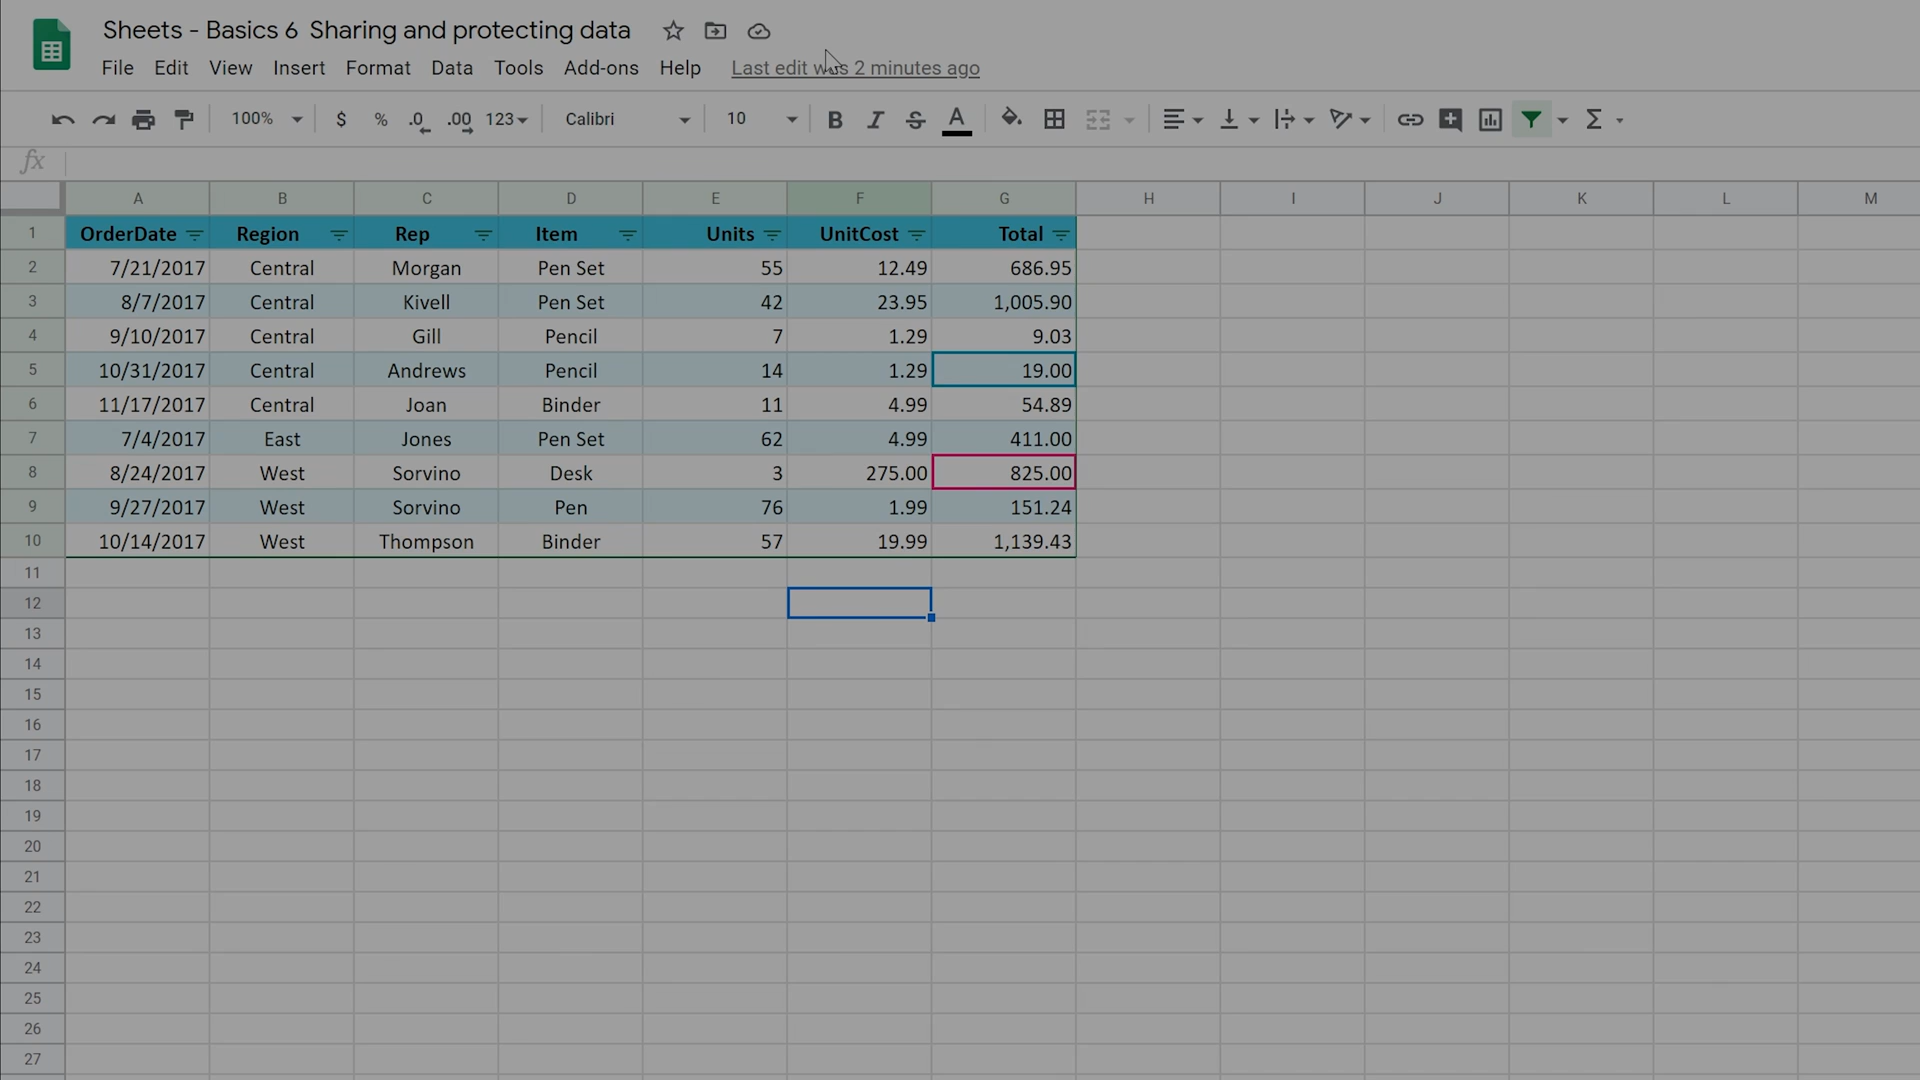 Sheets - Basics 6  Sharing and protecting data
File Edit View Insert Format Data Tools Add-ons Help Last edit was 2 minutes ago
100% $ % .0 .00 123 Calibri 10 B I S A Σ
fx
A B C D E F G H I J K L M
1 OrderDate Region Rep Item Units UnitCost Total
2 7/21/2017 Central Morgan Pen Set 55 12.49 686.95
3 8/7/2017 Central Kivell Pen Set 42 23.95 1,005.90
4 9/10/2017 Central Gill Pencil 7 1.29 9.03
5 10/31/2017 Central Andrews Pencil 14 1.29 19.00
6 11/17/2017 Central Joan Binder 11 4.99 54.89
7 7/4/2017 East Jones Pen Set 62 4.99 411.00
8 8/24/2017 West Sorvino Desk 3 275.00 825.00
9 9/27/2017 West Sorvino Pen 76 1.99 151.24
10 10/14/2017 West Thompson Binder 57 19.99 1,139.43
11
12
13
14
15
16
17
18
19
20
21
22
23
24
25
26
27